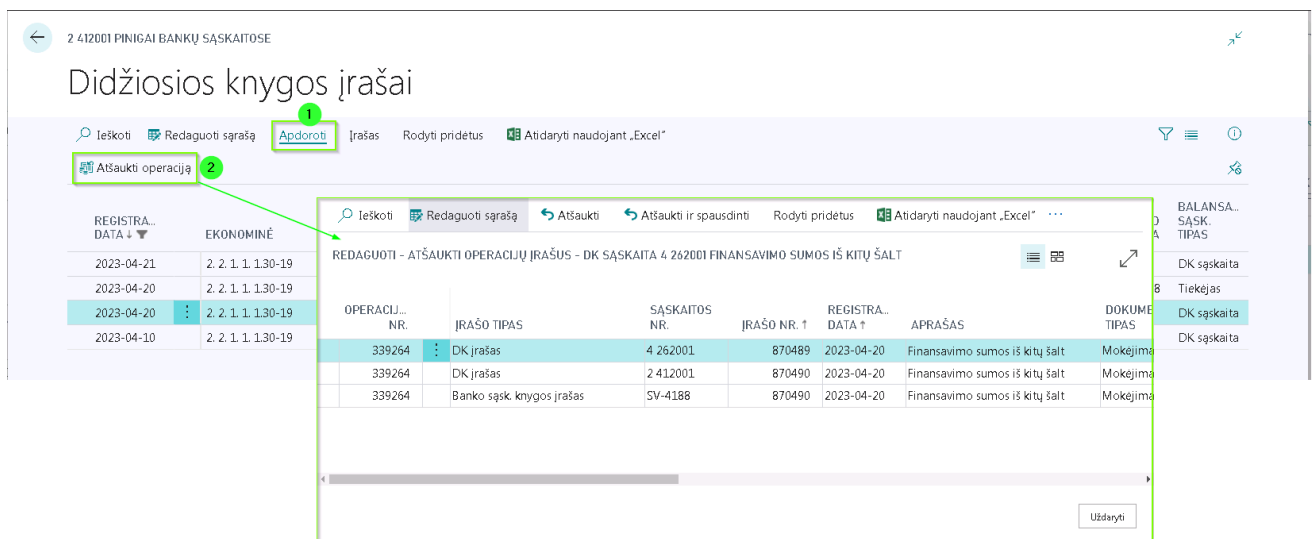 2 412001 PINIGAI BANKŲ SĄSKAITOSE
Didžiosios knygos įrašai
1
Ieškoti Redaguoti sąrašą Apdoroti Įrašas Rodyti pridėtus Atidaryti naudojant „Excel“
Atšaukti operaciją 2
REGISTRA... DATA ↓ EKONOMINĖ BALANSA... SĄSK. TIPAS
2023-04-21 2. 2. 1. 1. 1.30-19 DK sąskaita
2023-04-20 2. 2. 1. 1. 1.30-19 8 Tiekėjas
2023-04-20 2. 2. 1. 1. 1.30-19 DK sąskaita
2023-04-10 2. 2. 1. 1. 1.30-19 DK sąskaita
Ieškoti Redaguoti sąrašą Atšaukti Atšaukti ir spausdinti Rodyti pridėtus Atidaryti naudojant „Excel“ ...
REDAGUOTI - ATŠAUKTI OPERACIJŲ ĮRAŠUS - DK SĄSKAITA 4 262001 FINANSAVIMO SUMOS IŠ KITŲ ŠALT
OPERACIJ... NR. ĮRAŠO TIPAS SĄSKAITOS NR. ĮRAŠO NR. ↑ REGISTRA... DATA ↑ APRAŠAS DOKUME TIPAS
339264 DK įrašas 4 262001 870489 2023-04-20 Finansavimo sumos iš kitų šalt Mokėjima
339264 DK įrašas 2 412001 870490 2023-04-20 Finansavimo sumos iš kitų šalt Mokėjima
339264 Banko sąsk. knygos įrašas SV-4188 870490 2023-04-20 Finansavimo sumos iš kitų šalt Mokėjima
Uždaryti